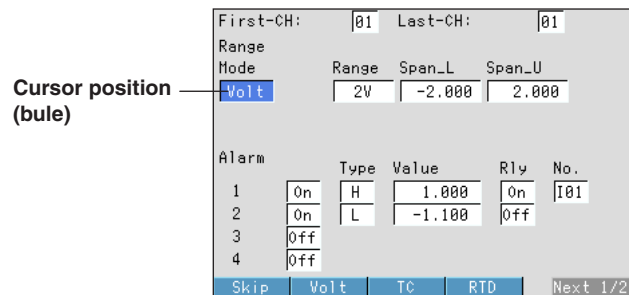 First-CH: 01 Last-CH: 01
Range
Mode Range Span_L Span_U
Cursor position
(bule)
Volt 2V -2.000 2.000
Alarm
Type Value Rly No.
1 On H 1.000 On I01
2 On L -1.100 Off
3 Off
4 Off
Skip Volt TC RTD Next 1/2